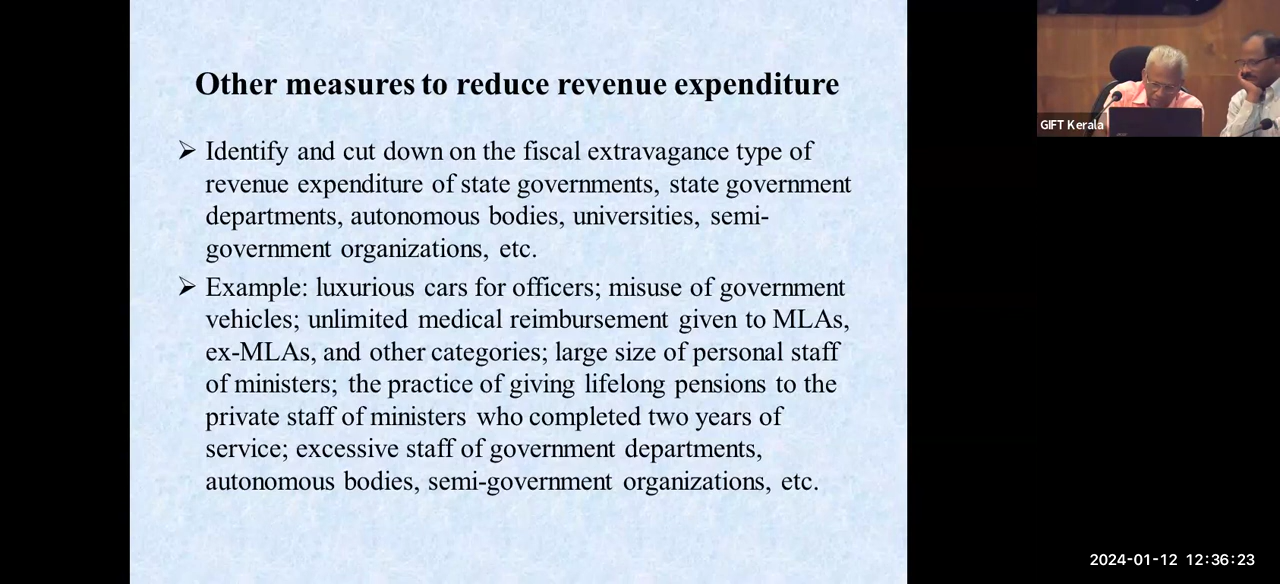 Other measures to reduce revenue expenditure
➢ Identify and cut down on the fiscal extravagance type of
revenue expenditure of state governments, state government
departments, autonomous bodies, universities, semi-
government organizations, etc.
➢ Example: luxurious cars for officers; misuse of government
vehicles; unlimited medical reimbursement given to MLAs,
ex-MLAs, and other categories; large size of personal staff
of ministers; the practice of giving lifelong pensions to the
private staff of ministers who completed two years of
service; excessive staff of government departments,
autonomous bodies, semi-government organizations, etc.
GIFT Kerala
2024-01-12 12:36:23